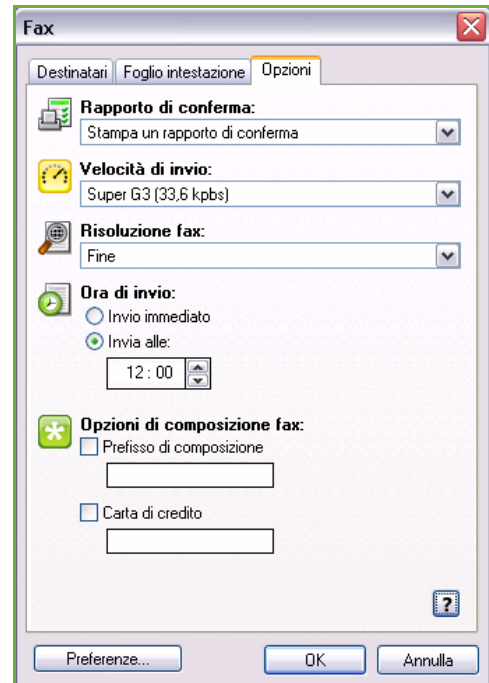 Fax
Destinatari Foglio intestazione Opzioni
Rapporto di conferma:
Stampa un rapporto di conferma
Velocità di invio:
Super G3 (33,6 kpbs)
Risoluzione fax:
Fine
Ora di invio:
Invio immediato
Invia alle:
12 : 00
Opzioni di composizione fax:
Prefisso di composizione
Carta di credito
?
Preferenze... OK Annulla